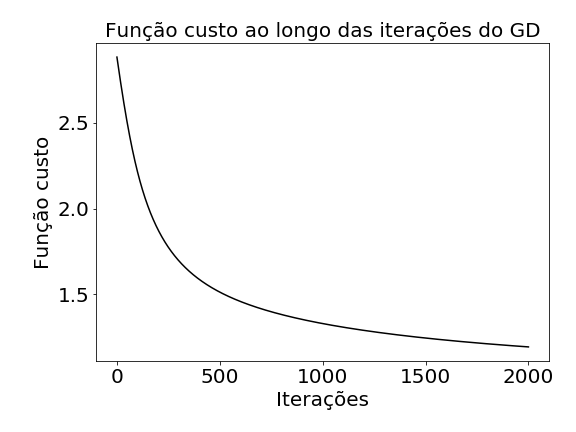 Função custo ao longo das iterações do GD
Função custo
2.5
2.0
1.5
0 500 1000 1500 2000
Iterações